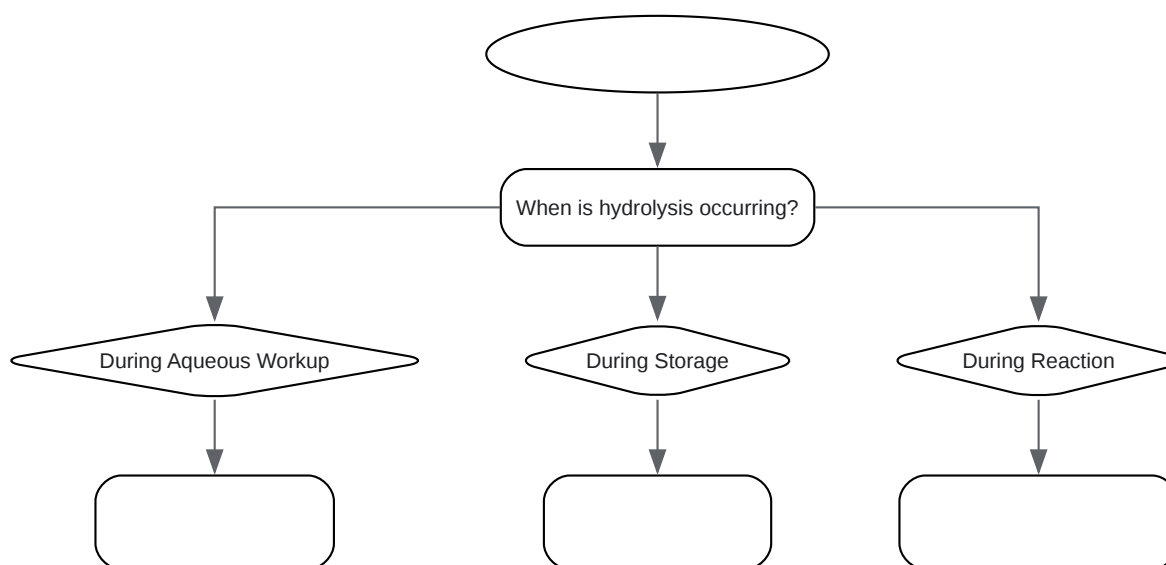 When is hydrolysis occurring?
During Aqueous Workup
During Storage
During Reaction